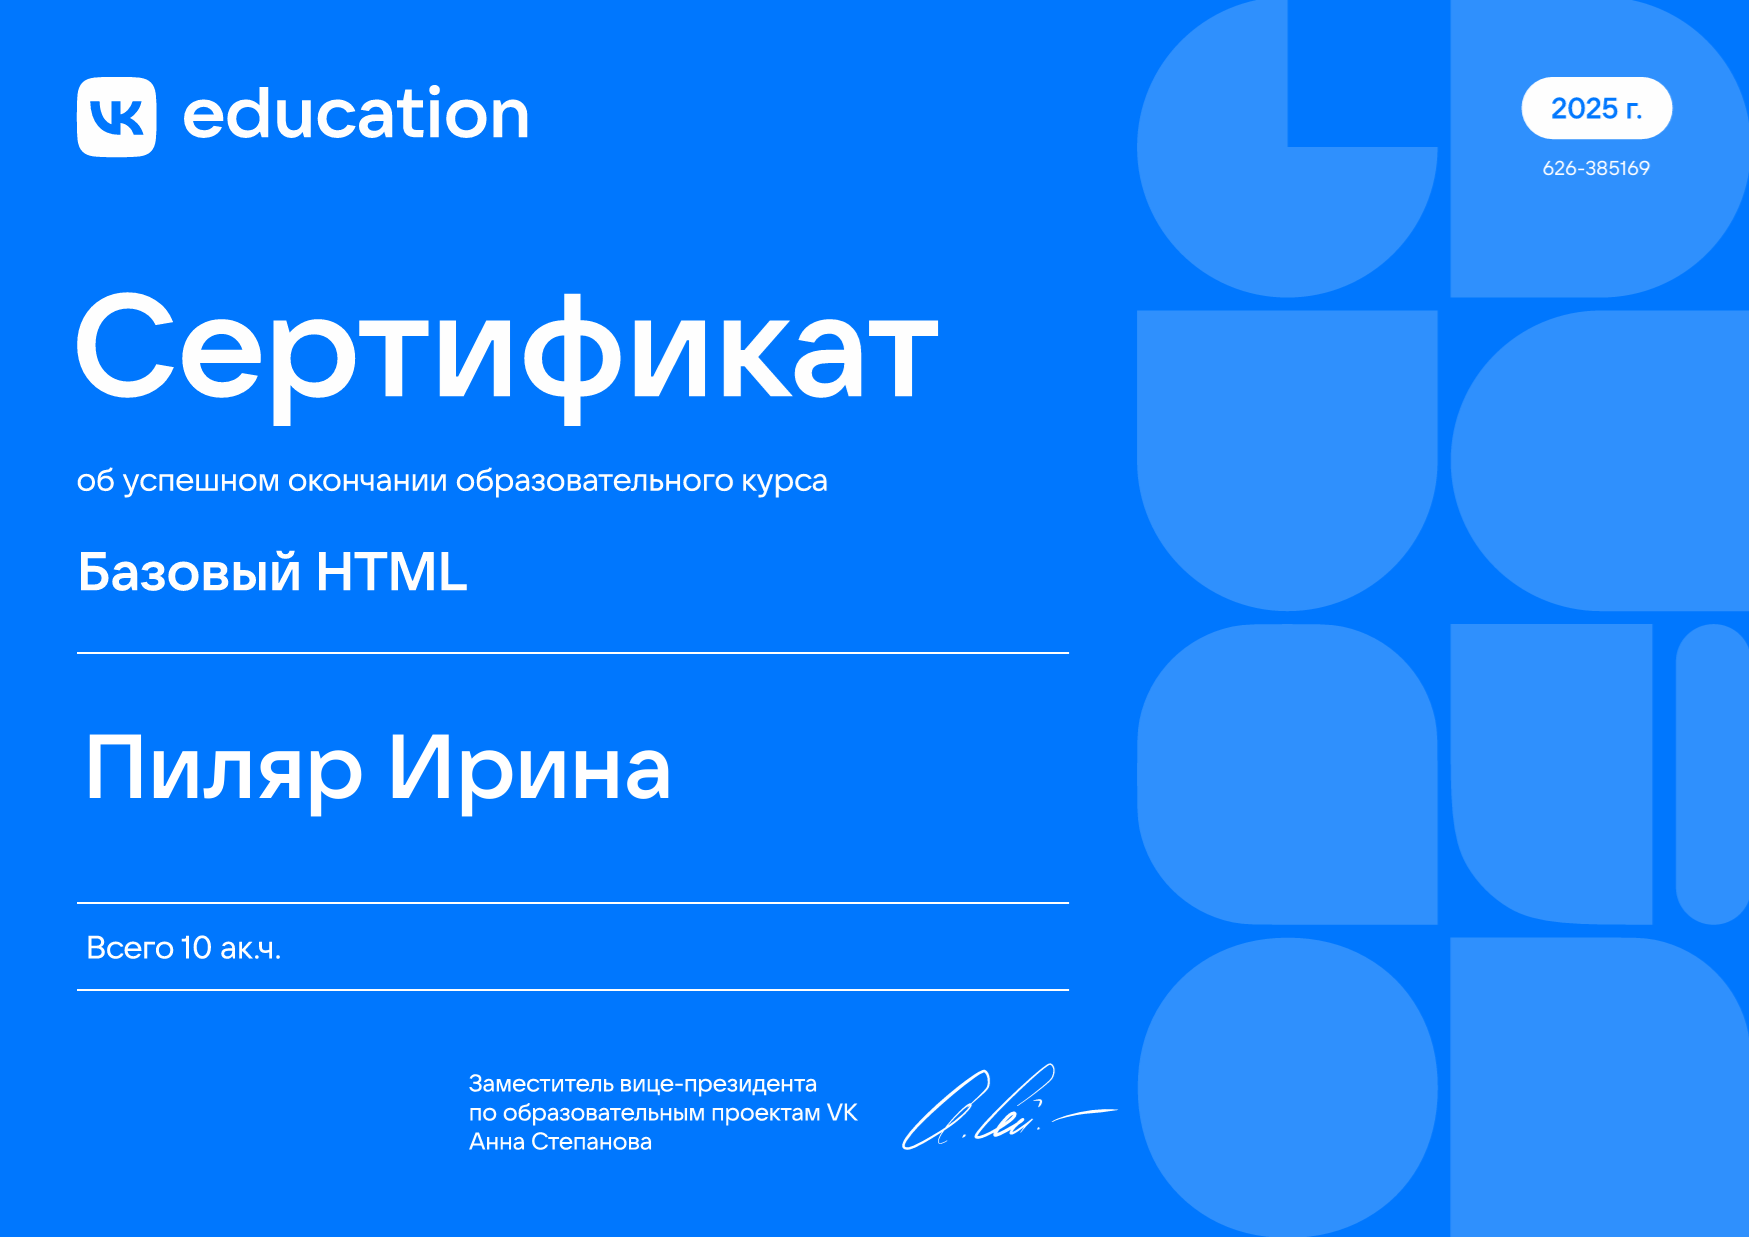 VK education
2025 г.
626-385169
Сертификат
об успешном окончании образовательного курса
Базовый HTML
Пиляр Ирина
Всего 10 ак.ч.
Заместитель вице-президента
по образовательным проектам VK
Анна Степанова